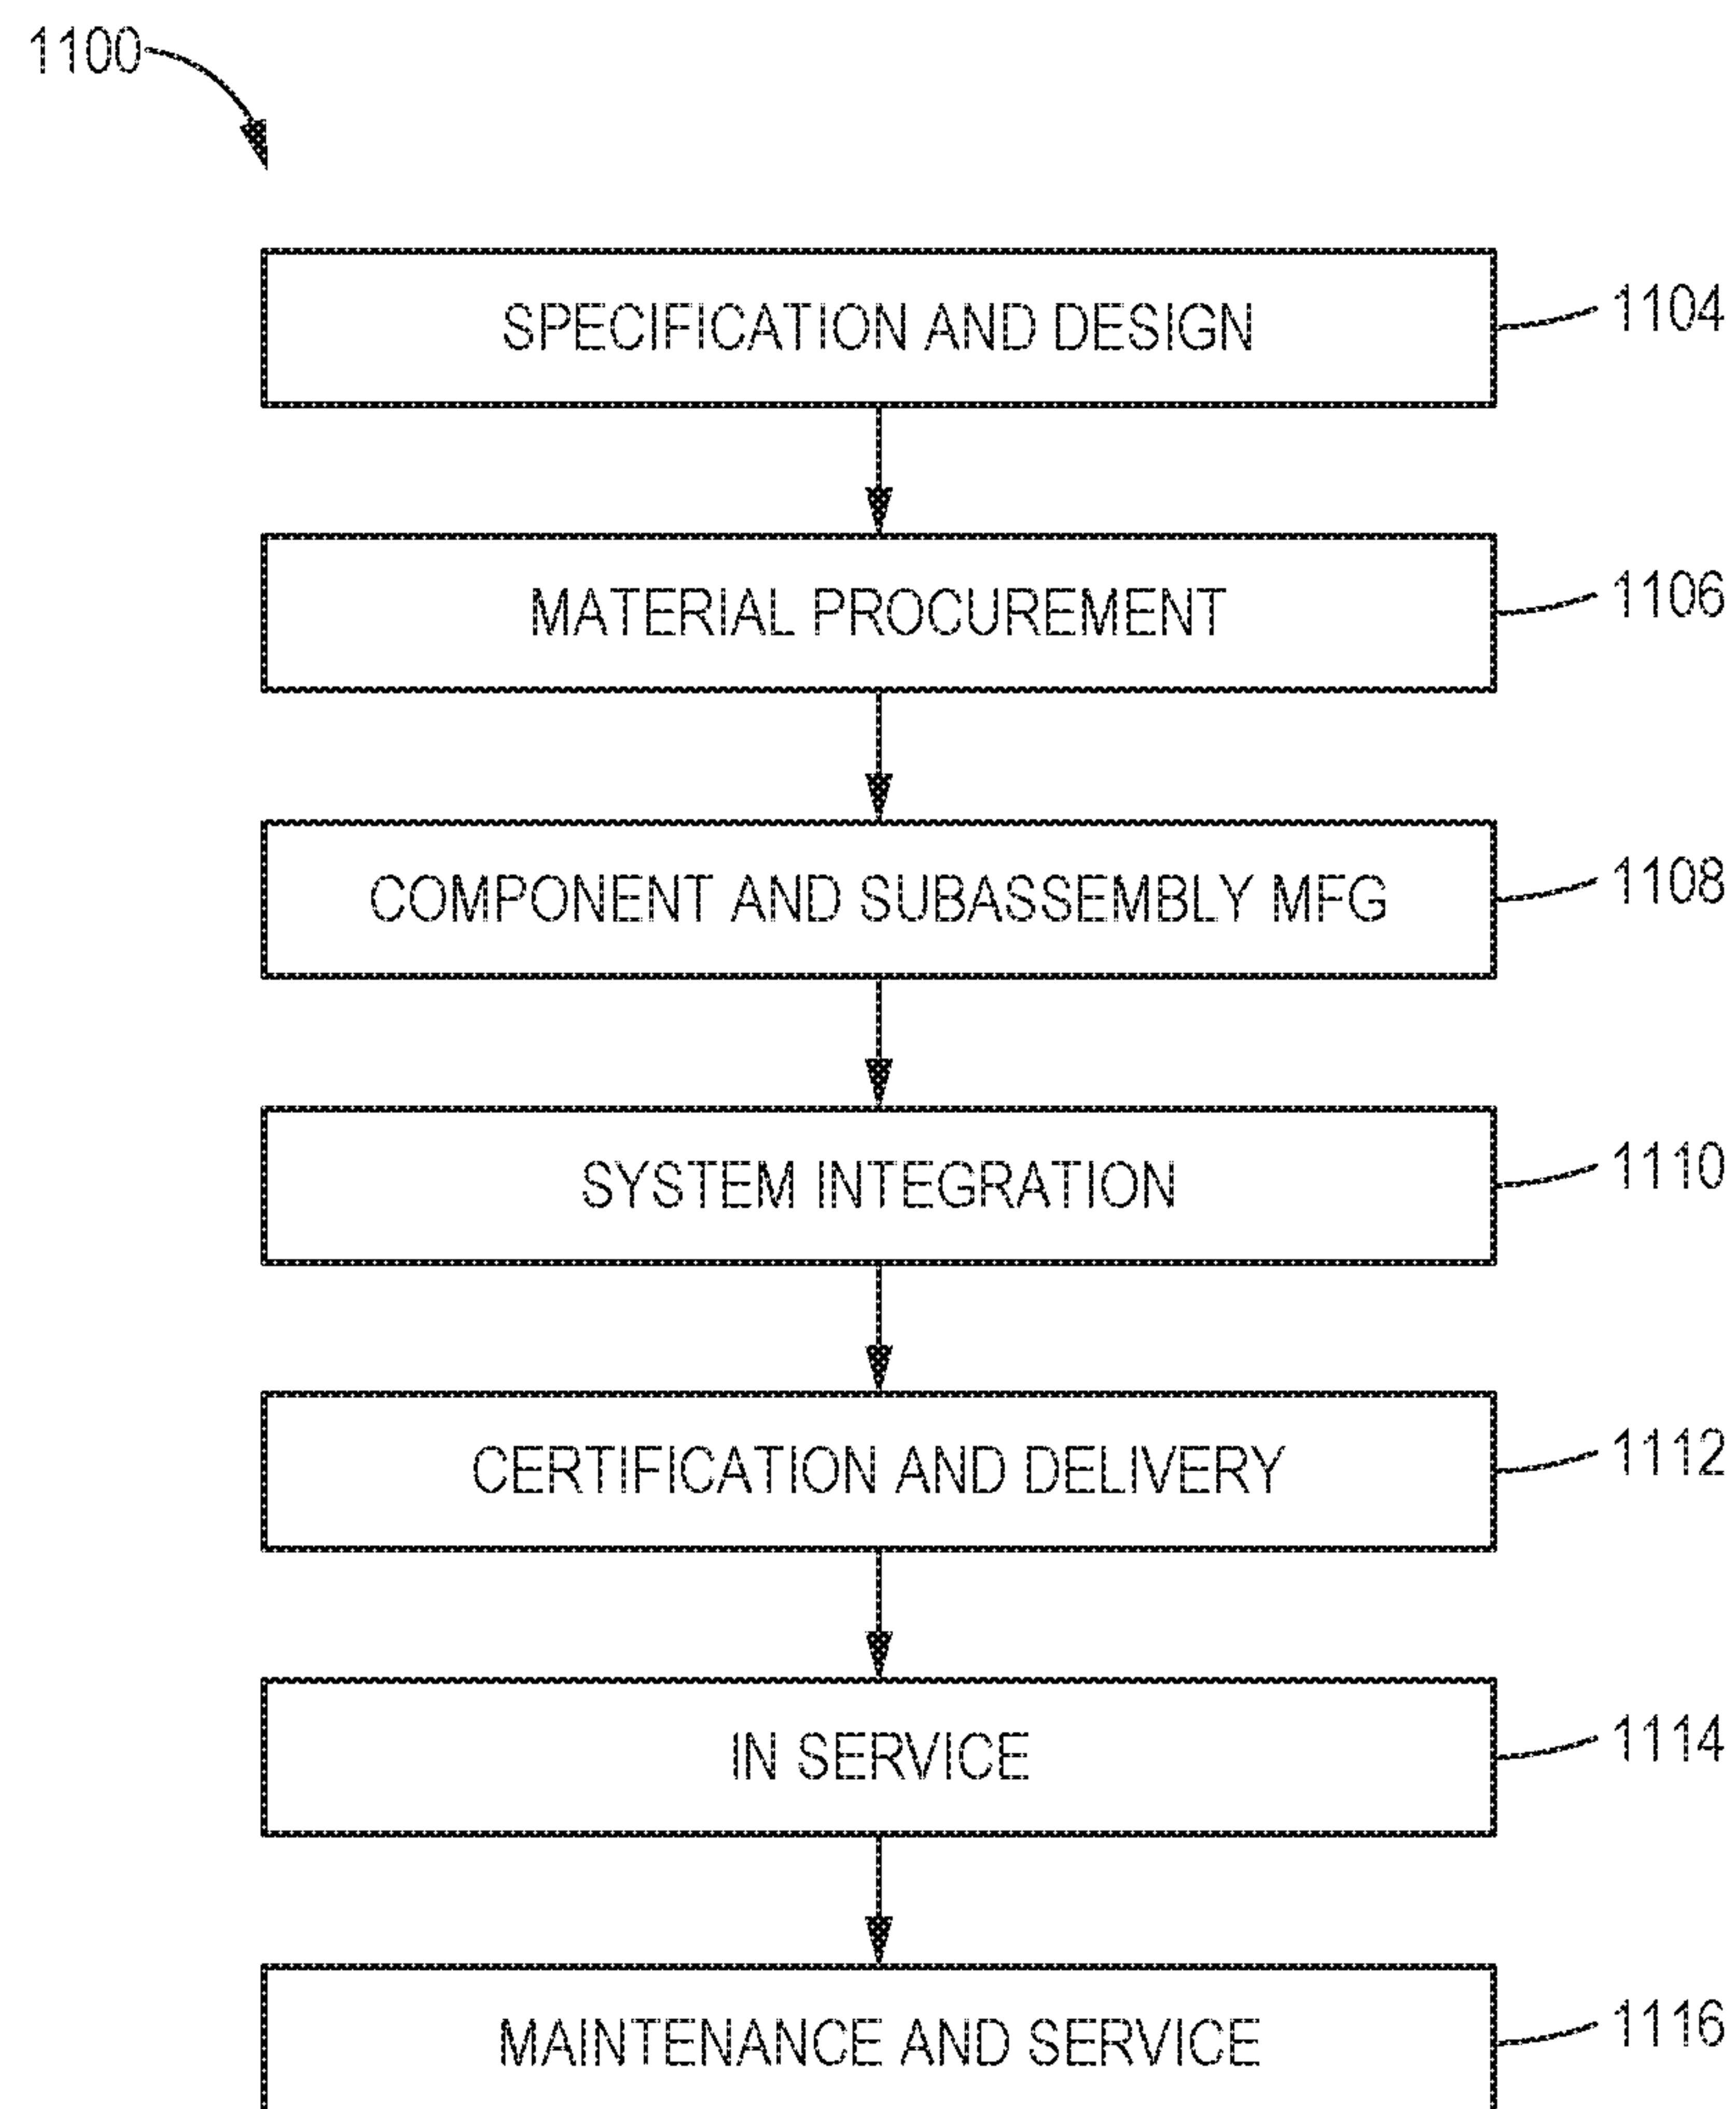 1100
SPECIFICATION AND DESIGN 1104
MATERIAL PROCUREMENT 1106
COMPONENT AND SUBASSEMBLY MFG 1108
SYSTEM INTEGRATION 1110
CERTIFICATION AND DELIVERY 1112
IN SERVICE 1114
MAINTENANCE AND SERVICE 1116